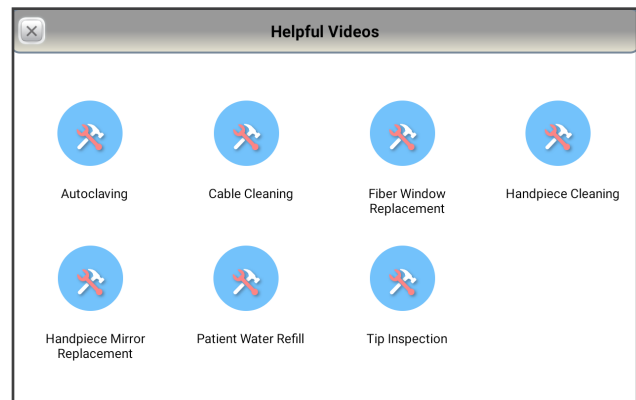 Helpful Videos
Autoclaving
Cable Cleaning
Fiber Window
Replacement
Handpiece Cleaning
Handpiece Mirror
Replacement
Patient Water Refill
Tip Inspection